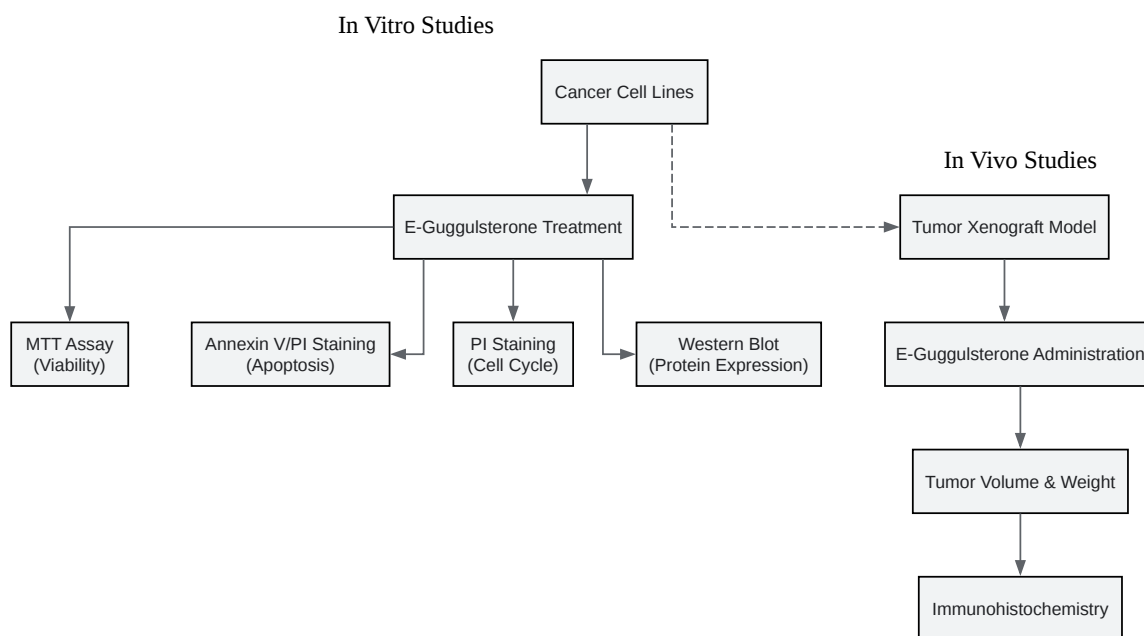 In Vitro Studies
Cancer Cell Lines
In Vivo Studies
E-Guggulsterone Treatment
Tumor Xenograft Model
MTT Assay
(Viability)
Annexin V/PI Staining
(Apoptosis)
PI Staining
(Cell Cycle)
Western Blot
(Protein Expression)
E-Guggulsterone Administration
Tumor Volume & Weight
Immunohistochemistry